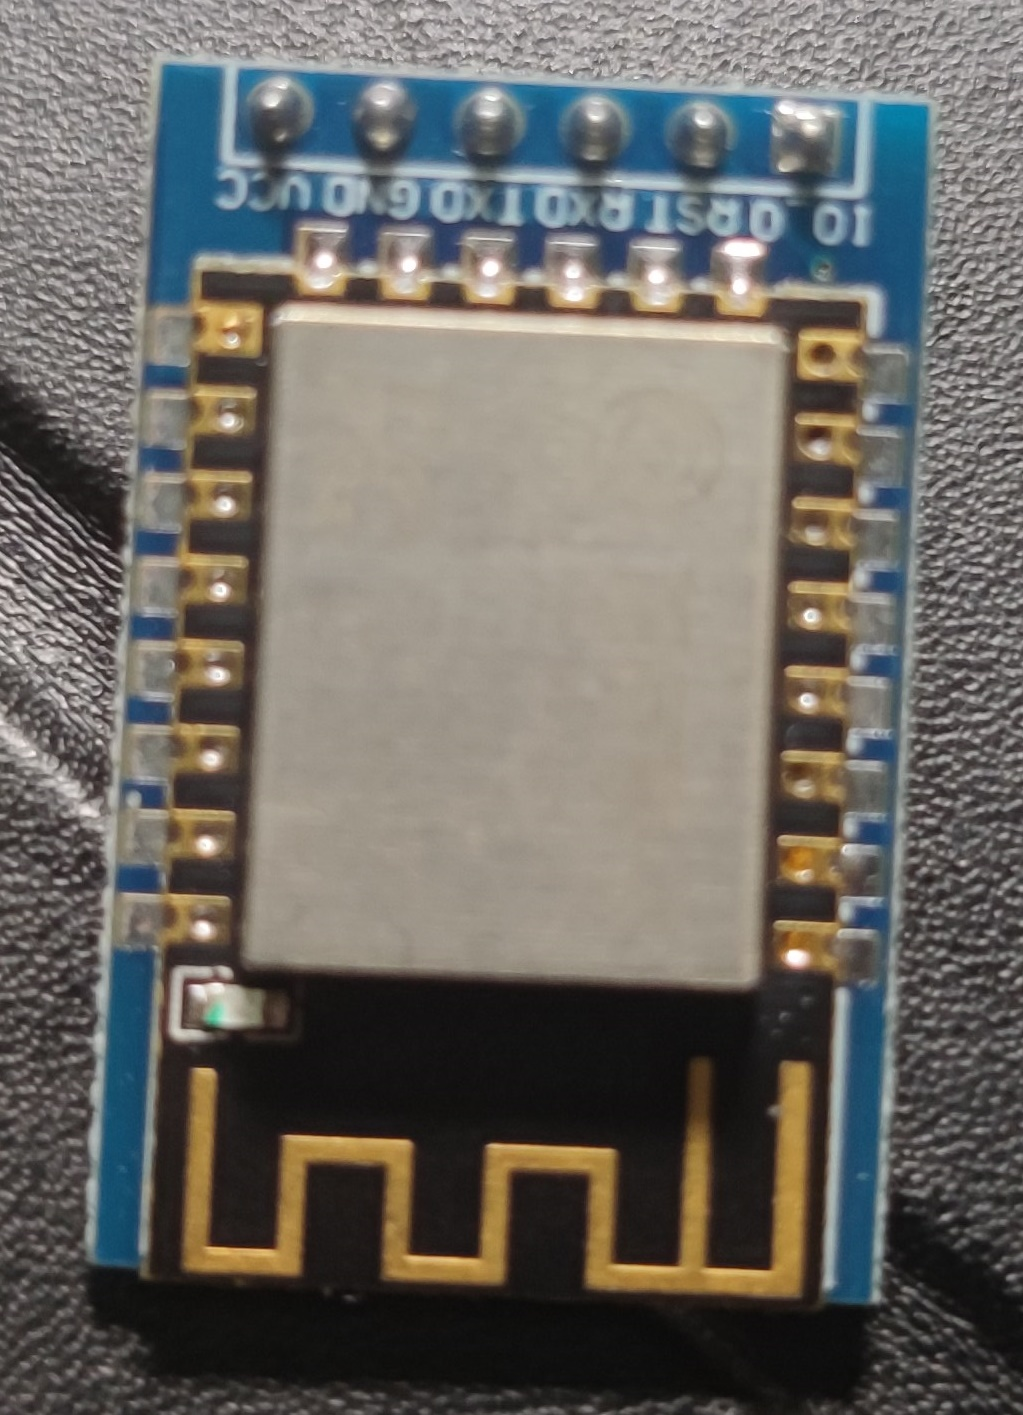 IO_0 RST RXD TXD GND VCC